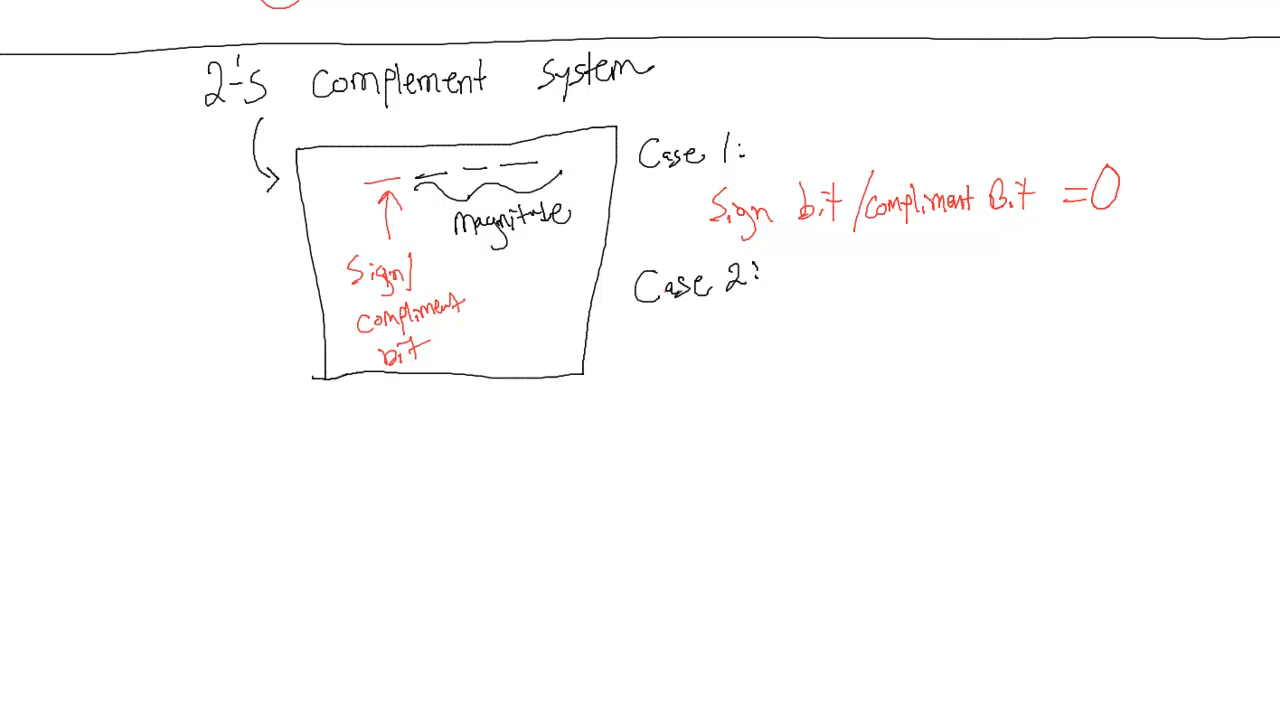 2's complement system
Case 1:
magnitude
Sign bit/Compliment Bit = 0
Sign/
compliment
bit
Case 2: